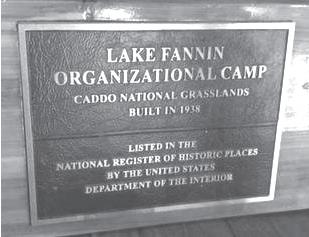 LAKE FANNIN
ORGANIZATIONAL CAMP
CADDO NATIONAL GRASSLANDS
BUILT IN 1938
LISTED IN THE
NATIONAL REGISTER OF HISTORIC PLACES
BY THE UNITED STATES
DEPARTMENT OF THE INTERIOR